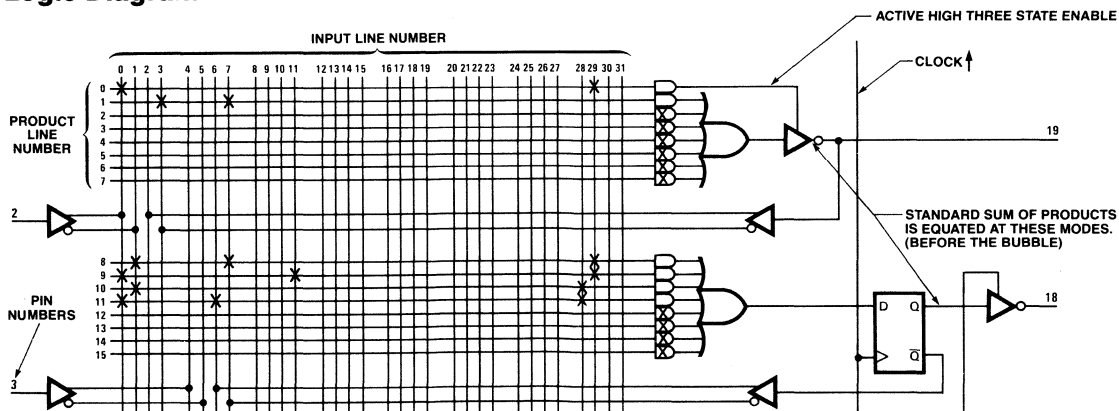 Logic Diagram
ACTIVE HIGH THREE STATE ENABLE
INPUT LINE NUMBER
CLOCK↑
0 1 2 3 4 5 6 7 8 9 10 11 12 13 14 15 16 17 18 19 20 21 22 23 24 25 26 27 28 29 30 31
0
1
PRODUCT
LINE
NUMBER
2
3
4
5
6
7
19
2
STANDARD SUM OF PRODUCTS
IS EQUATED AT THESE MODES.
(BEFORE THE BUBBLE)
8
9
10
11
12
13
14
15
PIN
NUMBERS
D Q
Q̅
18
3